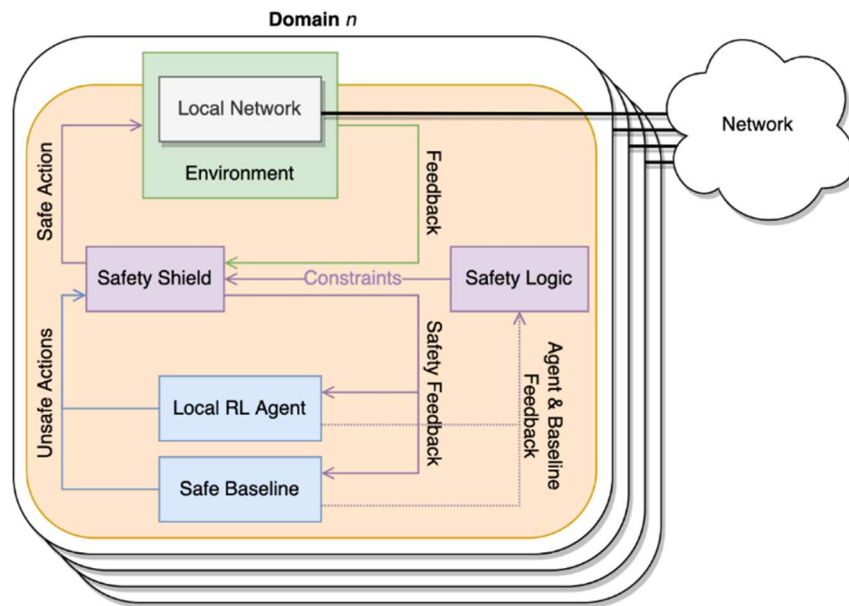 Domain n
Local Network
Network
Environment
Safe Action
Feedback
Safety Shield
Constraints
Safety Logic
Unsafe Actions
Safety Feedback
Agent & Baseline
Feedback
Local RL Agent
Safe Baseline